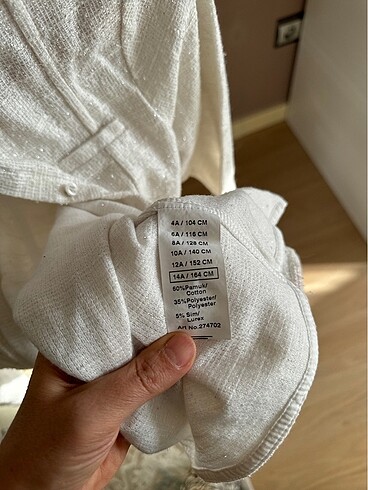 4A / 104 CM
6A / 116 CM
8A / 128 CM
10A / 140 CM
12A / 152 CM
14A / 164 CM
60%Pamuk/
Cotton
35%Polyester/
Polyester
5% Sim/
Lurex
Art No.274702